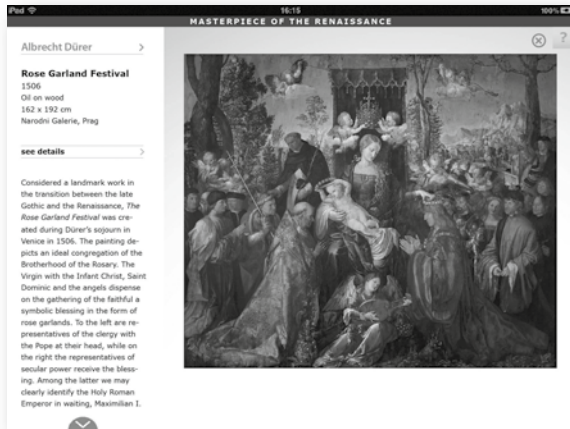 iPad 16:15 100%
MASTERPIECE OF THE RENAISSANCE
Albrecht Dürer
Rose Garland Festival
1506
Oil on wood
162 x 192 cm
Narodni Galerie, Prag
see details
Considered a landmark work in
the transition between the late
Gothic and the Renaissance, The
Rose Garland Festival was cre-
ated during Dürer's sojourn in
Venice in 1506. The painting de-
picts an ideal congregation of the
Brotherhood of the Rosary. The
Virgin with the Infant Christ, Saint
Dominic and the angels dispense
on the gathering of the faithful a
symbolic blessing in the form of
rose garlands. To the left are re-
presentatives of the clergy with
the Pope at their head, while on
the right the representatives of
secular power receive the bless-
ing. Among the latter we may
clearly identify the Holy Roman
Emperor in waiting, Maximilian I.
?